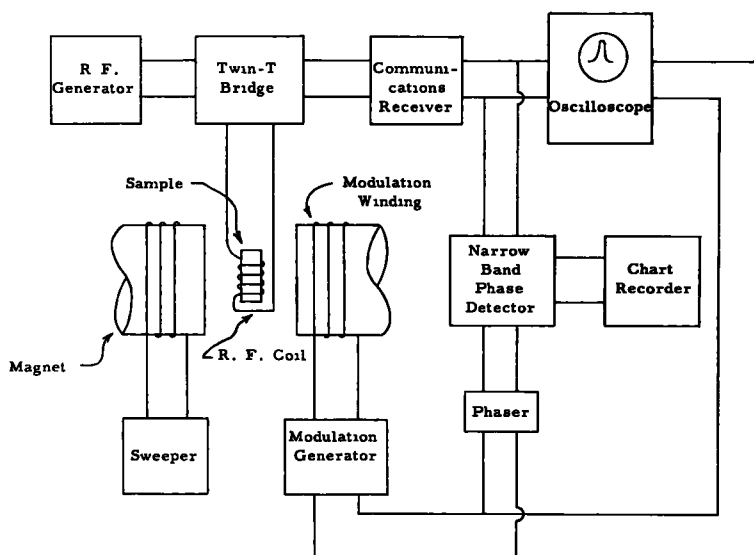 R F.
Generator
Twin-T
Bridge
Communi-
cations
Receiver
Oscilloscope
Sample
Modulation
Winding
Narrow
Band
Phase
Detector
Chart
Recorder
Magnet
R. F. Coil
Phaser
Sweeper
Modulation
Generator